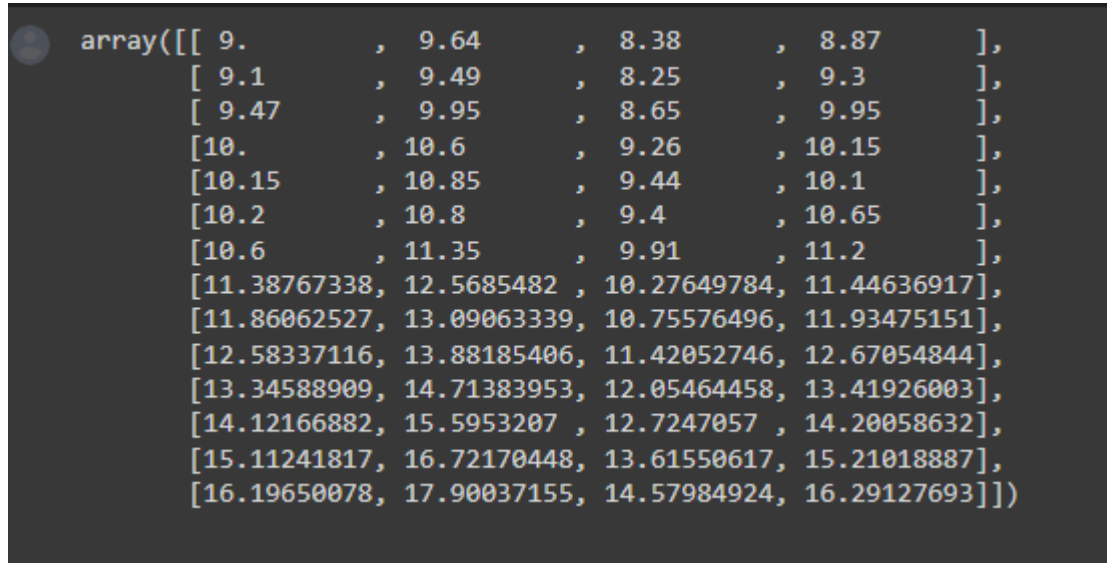 array([[ 9.        ,  9.64      ,  8.38      ,  8.87      ],
       [ 9.1       ,  9.49      ,  8.25      ,  9.3       ],
       [ 9.47      ,  9.95      ,  8.65      ,  9.95      ],
       [10.        , 10.6       ,  9.26      , 10.15      ],
       [10.15      , 10.85      ,  9.44      , 10.1       ],
       [10.2       , 10.8       ,  9.4       , 10.65      ],
       [10.6       , 11.35      ,  9.91      , 11.2       ],
       [11.38767338, 12.5685482 , 10.27649784, 11.44636917],
       [11.86062527, 13.09063339, 10.75576496, 11.93475151],
       [12.58337116, 13.88185406, 11.42052746, 12.67054844],
       [13.34588909, 14.71383953, 12.05464458, 13.41926003],
       [14.12166882, 15.5953207 , 12.7247057 , 14.20058632],
       [15.11241817, 16.72170448, 13.61550617, 15.21018887],
       [16.19650078, 17.90037155, 14.57984924, 16.29127693]])